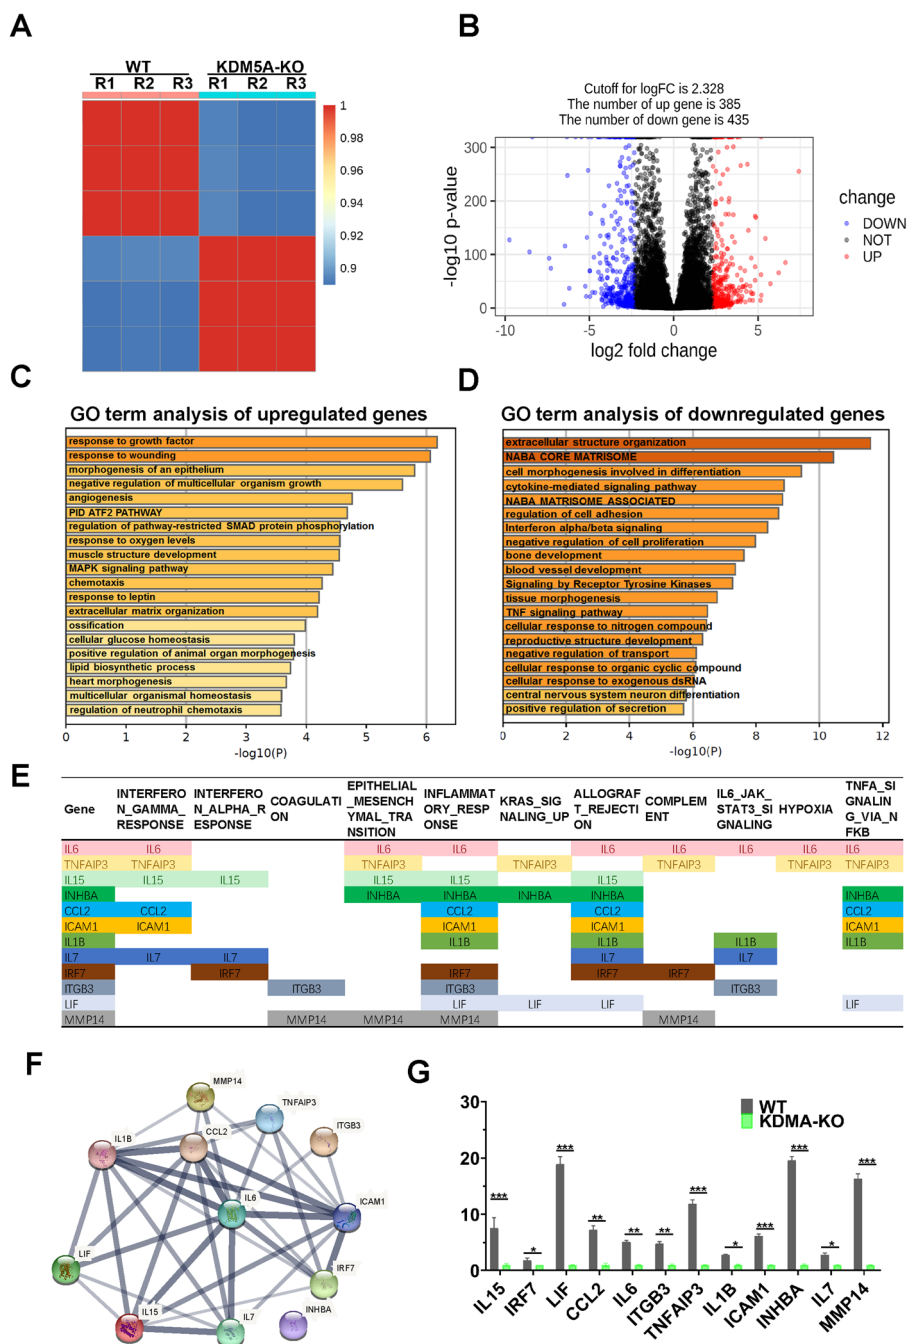 A
WT KDM5A-KO
R1 R2 R3 R1 R2 R3
1
0.98
0.96
0.94
0.92
0.9
B
Cutoff for logFC is 2.328
The number of up gene is 385
The number of down gene is 435
-log10 p-value
300
200
100
0
-10 -5 0 5
log2 fold change
change
DOWN
NOT
UP
C
GO term analysis of upregulated genes
response to growth factor
response to wounding
morphogenesis of an epithelium
negative regulation of multicellular organism growth
angiogenesis
PID ATF2 PATHWAY
regulation of pathway-restricted SMAD protein phosphorylation
response to oxygen levels
muscle structure development
MAPK signaling pathway
chemotaxis
response to leptin
extracellular matrix organization
ossification
cellular glucose homeostasis
positive regulation of animal organ morphogenesis
lipid biosynthetic process
heart morphogenesis
multicellular organismal homeostasis
regulation of neutrophil chemotaxis
0 1 2 3 4 5 6
-log10(P)
D
GO term analysis of downregulated genes
extracellular structure organization
NABA CORE MATRISOME
cell morphogenesis involved in differentiation
cytokine-mediated signaling pathway
NABA MATRISOME ASSOCIATED
regulation of cell adhesion
Interferon alpha/beta signaling
negative regulation of cell proliferation
bone development
blood vessel development
Signaling by Receptor Tyrosine Kinases
tissue morphogenesis
TNF signaling pathway
cellular response to nitrogen compound
reproductive structure development
negative regulation of transport
cellular response to organic cyclic compound
cellular response to exogenous dsRNA
central nervous system neuron differentiation
positive regulation of secretion
0 2 4 6 8 10 12
-log10(P)
E
EPITHELIAL TNFA_SI
INTERFERO INTERFERO COAGULATI _MESENCH INFLAMMAT KRAS_SIG ALLOGRAF COMPLEM IL6_JAK_ GNALIN
Gene N_GAMMA_ N_ALPHA_R ON YMAL_TRA ORY_RESP NALING_UP T_REJECTI ENT STAT3_SI HYPOXIA G_VIA_N
RESPONSE ESPONSE NSITION ONSE ON GNALING FKB
IL6 IL6 IL6 IL6 IL6 IL6 IL6 IL6 IL6
TNFAIP3 TNFAIP3 TNFAIP3 TNFAIP3 TNFAIP3 TNFAIP3 TNFAIP3
IL15 IL15 IL15 IL15 IL15 IL15
INHBA INHBA INHBA INHBA INHBA INHBA
CCL2 CCL2 CCL2 CCL2 CCL2
ICAM1 ICAM1 ICAM1 ICAM1 ICAM1
IL1B IL1B IL1B IL1B IL1B
IL7 IL7 IL7 IL7 IL7
IRF7 IRF7 IRF7 IRF7 IRF7
ITGB3 ITGB3 ITGB3
LIF LIF LIF LIF LIF
MMP14 MMP14 MMP14 MMP14 MMP14
F
MMP14
TNFAIP3
ITGB3
IL1B
CCL2
IL6
ICAM1
LIF
IRF7
INHBA
IL15
IL7
G
WT
KDMA-KO
30
20
10
0
*** * *** ** ** ** *** * *** *** * ***
IL15 IRF7 LIF CCL2 IL6 ITGB3 TNFAIP3 IL1B ICAM1 INHBA IL7 MMP14